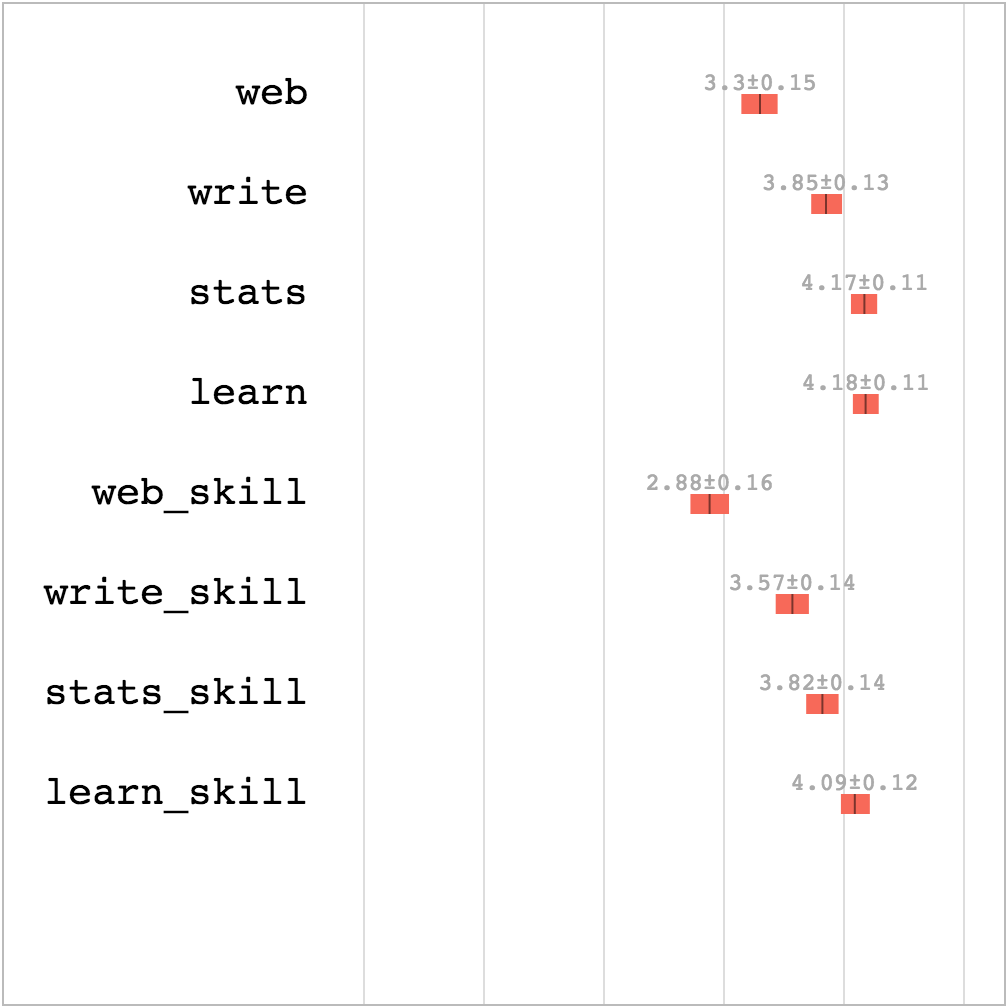 3.3±0.15
web
3.85±0.13
write
4.17±0.11
stats
4.18±0.11
learn
2.88±0.16
web_skill
3.57±0.14
write_skill
3.82±0.14
stats_skill
4.09±0.12
learn_skill